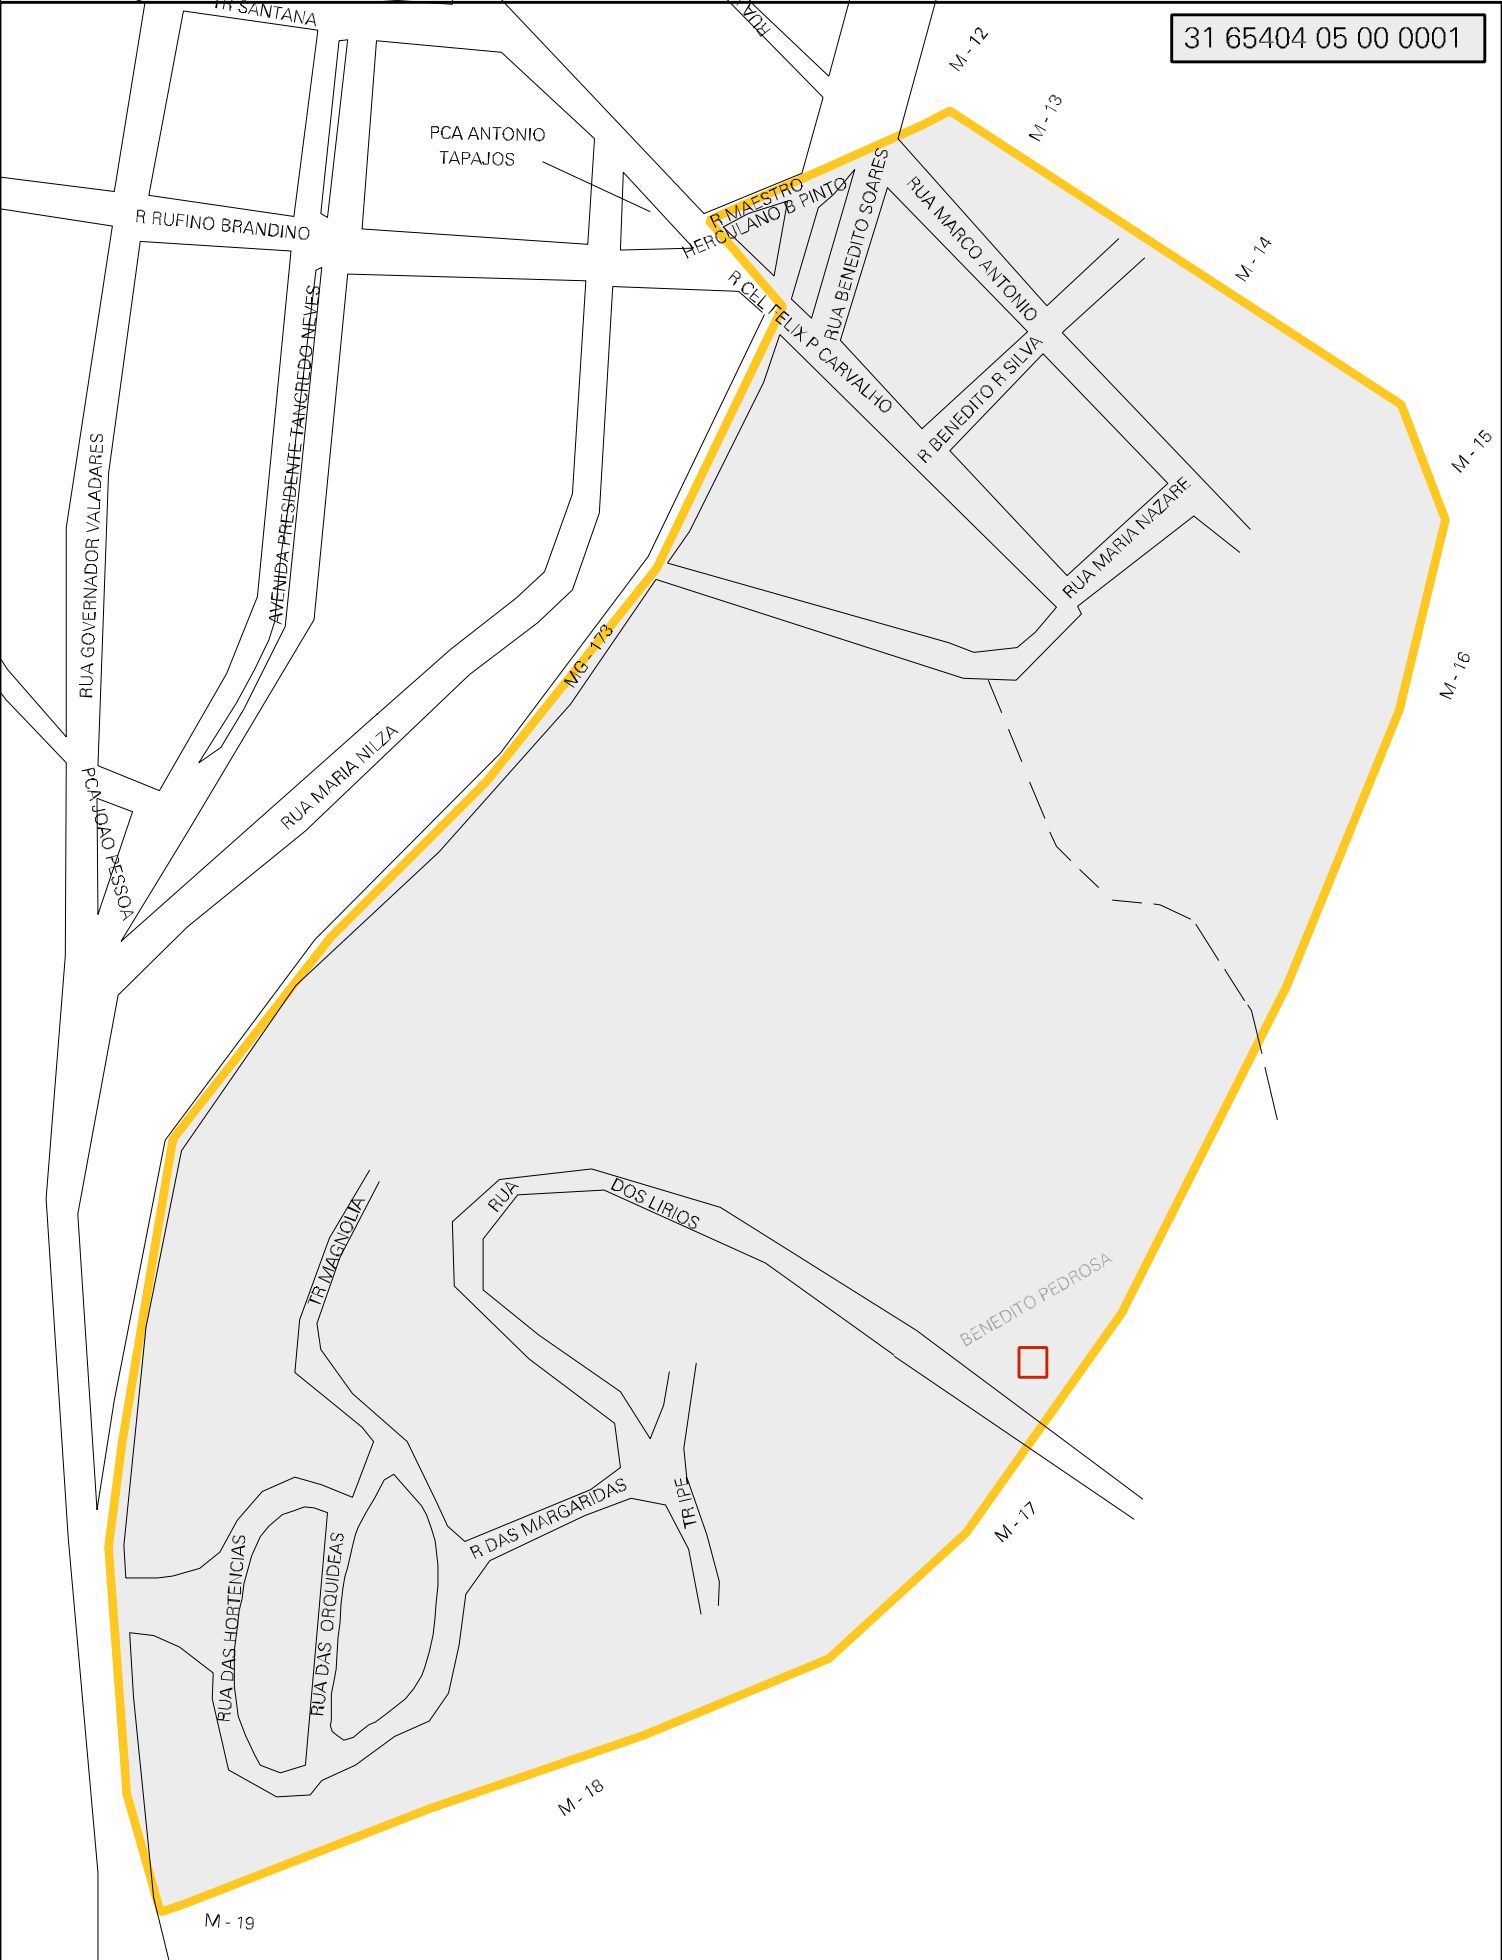 TR SANTANA
RUA
M - 12
31 65404 05 00 0001
M - 13
PCA ANTONIO
TAPAJOS
R RUFINO BRANDINO
R MAESTRO
HERCULANO B PINTO
RUA BENEDITO SOARES
RUA MARCO ANTONIO
M - 14
R CEL FELIX P CARVALHO
R BENEDITO R SILVA
AVENIDA PRESIDENTE TANCREDO NEVES
RUA GOVERNADOR VALADARES
M - 15
RUA MARIA NAZARE
MG - 173
M - 16
RUA MARIA NILZA
PCA JOAO PESSOA
TR MAGNOLIA
RUA
DOS LIRIOS
BENEDITO PEDROSA
R DAS MARGARIDAS
TR IPE
M - 17
RUA DAS HORTENCIAS
RUA DAS ORQUIDEAS
M - 18
M - 19